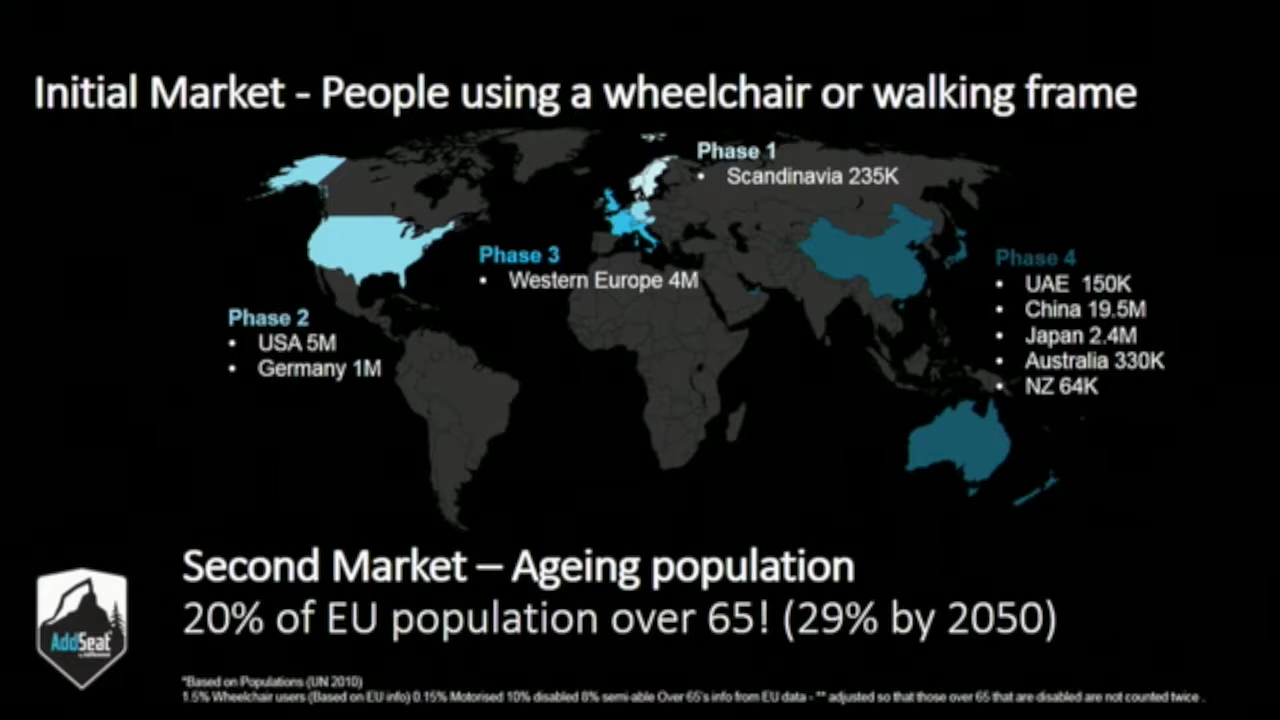 Initial Market - People using a wheelchair or walking frame
Phase 1
• Scandinavia 235K
Phase 3
• Western Europe 4M
Phase 4
• UAE 150K
• China 19.5M
• Japan 2.4M
• Australia 330K
• NZ 64K
Phase 2
• USA 5M
• Germany 1M
Second Market – Ageing population
20% of EU population over 65! (29% by 2050)
AddSeat
*Based on Populations (UN 2010)
1.5% Wheelchair users (Based on EU info) 0.15% Motorised 10% disabled 8% semi-able Over 65's info from EU data - ** adjusted so that those over 65 that are disabled are not counted twice .